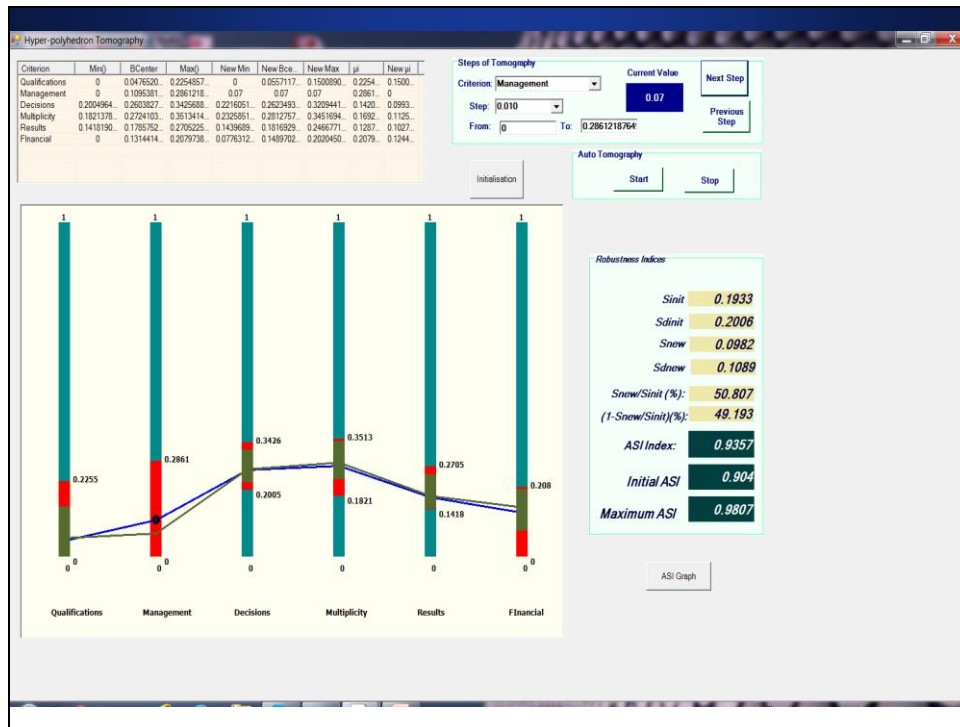 Hyper-polyhedron Tomography
Criterion Min() BCenter Max() New Min New Bce... New Max μi New μi
Qualifications 0 0.0476520... 0.2254857... 0 0.0557117... 0.1500890... 0.2254... 0.1500...
Management 0 0.1095381... 0.2861218... 0.07 0.07 0.07 0.2861... 0
Decisions 0.2004964... 0.2603827... 0.3425688... 0.2216051... 0.2623493... 0.3209441... 0.1420... 0.0993...
Multiplicity 0.1821378... 0.2724103... 0.3513414... 0.2325851... 0.2812757... 0.3451694... 0.1692... 0.1125...
Results 0.1418190... 0.1785752... 0.2705225... 0.1439689... 0.1816929... 0.2466771... 0.1287... 0.1027...
FInancial 0 0.1314414... 0.2079738... 0.0776312... 0.1489702... 0.2020450... 0.2079... 0.1244...
Steps of Tomography
Criterion: Management
Step: 0.010
From: 0 To: 0.2861218764
Current Value
0.07
Next Step
Previous
Step
Auto Tomography
Start Stop
Initialisation
1 1 1 1 1 1
0.2255 0.2861 0.3426 0.3513 0.2705 0.208
0.2005 0.1821 0.1418
0 0 0
0 0 0 0 0 0
Qualifications Management Decisions Multiplicity Results FInancial
Robustness Indices
Sinit 0.1933
Sdinit 0.2006
Snew 0.0982
Sdnew 0.1089
Snew/Sinit (%): 50.807
(1-Snew/Sinit)(%): 49.193
ASI Index: 0.9357
Initial ASI 0.904
Maximum ASI 0.9807
ASI Graph